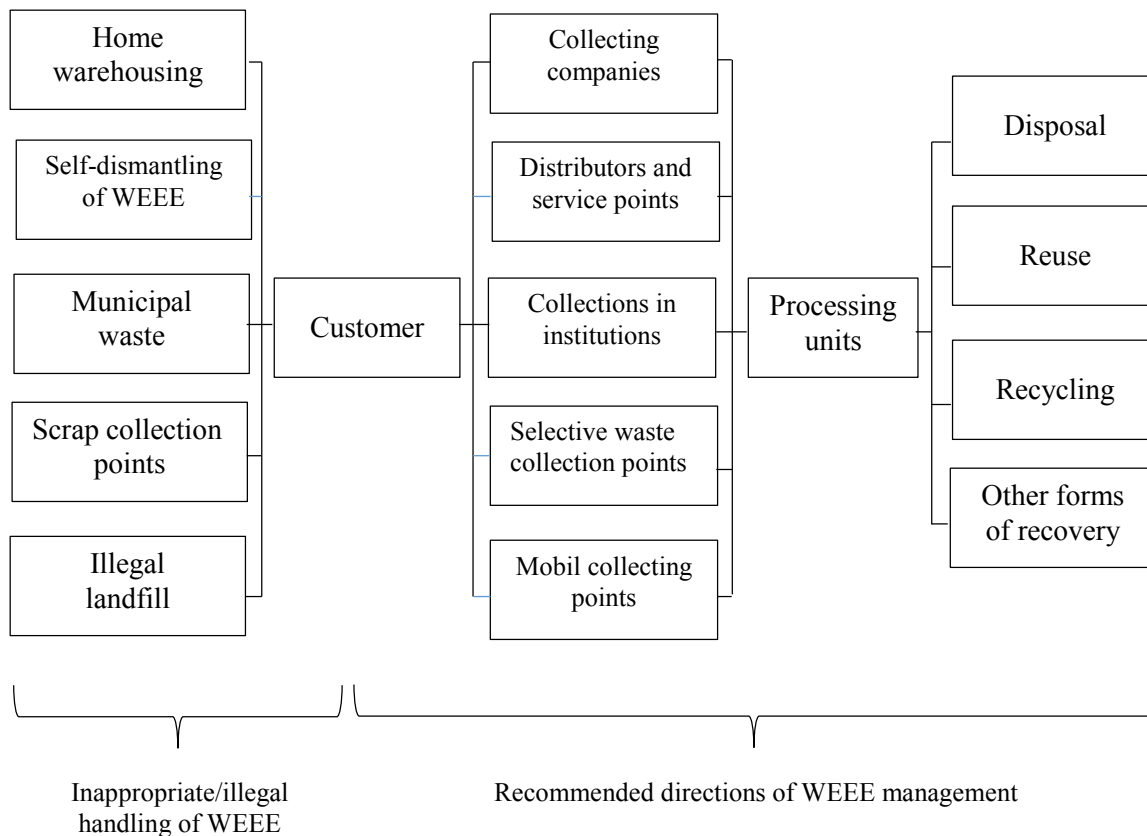 Home
warehousing
Self-dismantling
of WEEE
Municipal
waste
Scrap collection
points
Illegal
landfill
Customer
Collecting
companies
Distributors and
service points
Collections in
institutions
Selective waste
collection points
Mobil collecting
points
Processing
units
Disposal
Reuse
Recycling
Other forms
of recovery
Inappropriate/illegal
handling of WEEE
Recommended directions of WEEE management